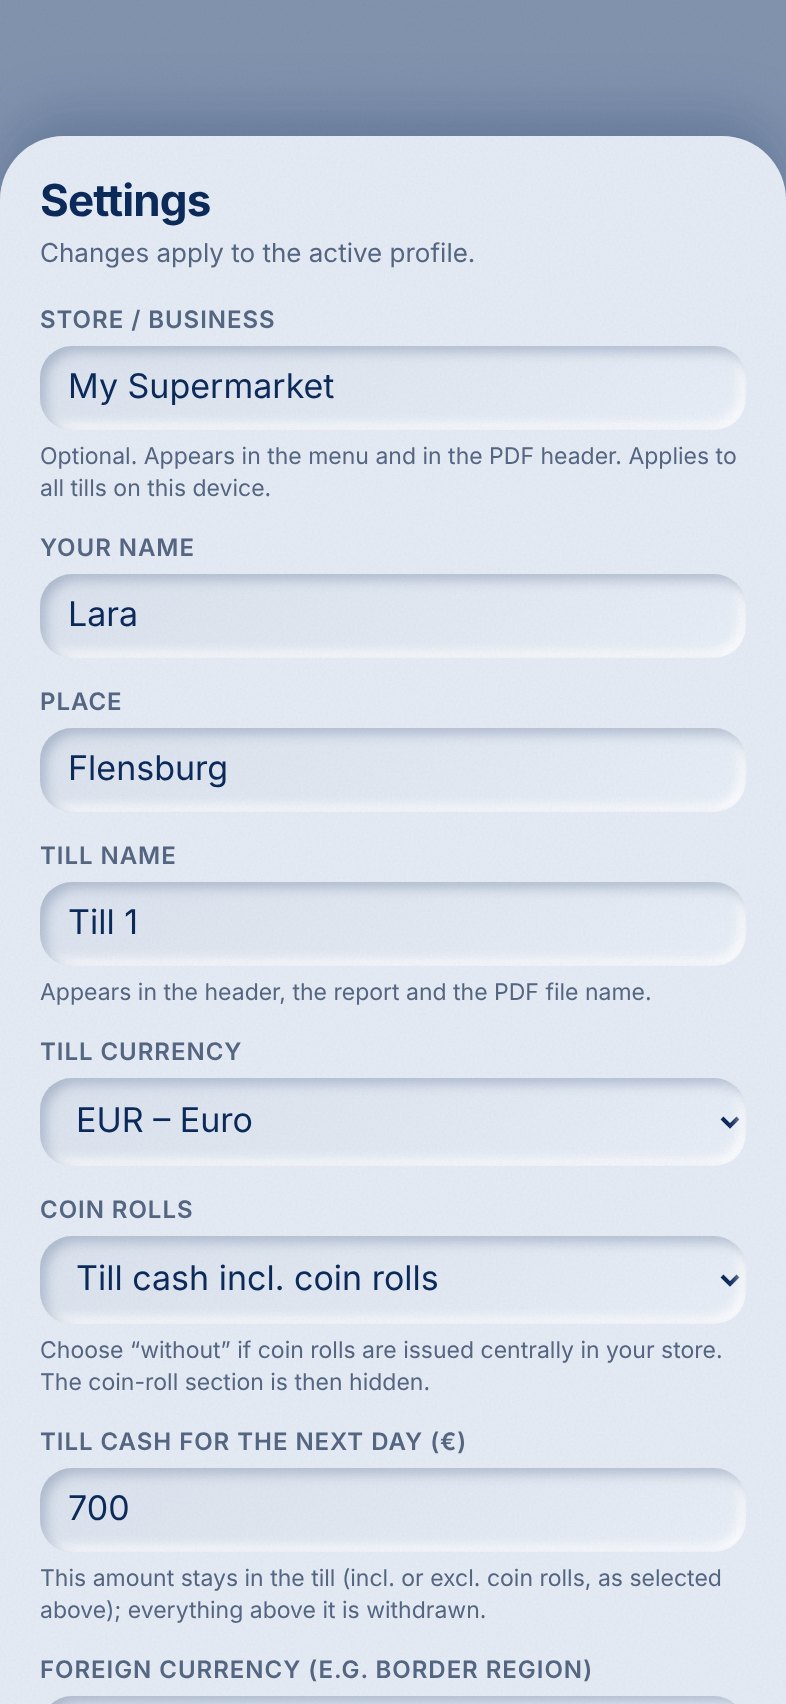 Settings
Changes apply to the active profile.
STORE / BUSINESS
My Supermarket
Optional. Appears in the menu and in the PDF header. Applies to
all tills on this device.
YOUR NAME
Lara
PLACE
Flensburg
TILL NAME
Till 1
Appears in the header, the report and the PDF file name.
TILL CURRENCY
EUR – Euro
COIN ROLLS
Till cash incl. coin rolls
Choose “without” if coin rolls are issued centrally in your store.
The coin-roll section is then hidden.
TILL CASH FOR THE NEXT DAY (€)
700
This amount stays in the till (incl. or excl. coin rolls, as selected
above); everything above it is withdrawn.
FOREIGN CURRENCY (E.G. BORDER REGION)